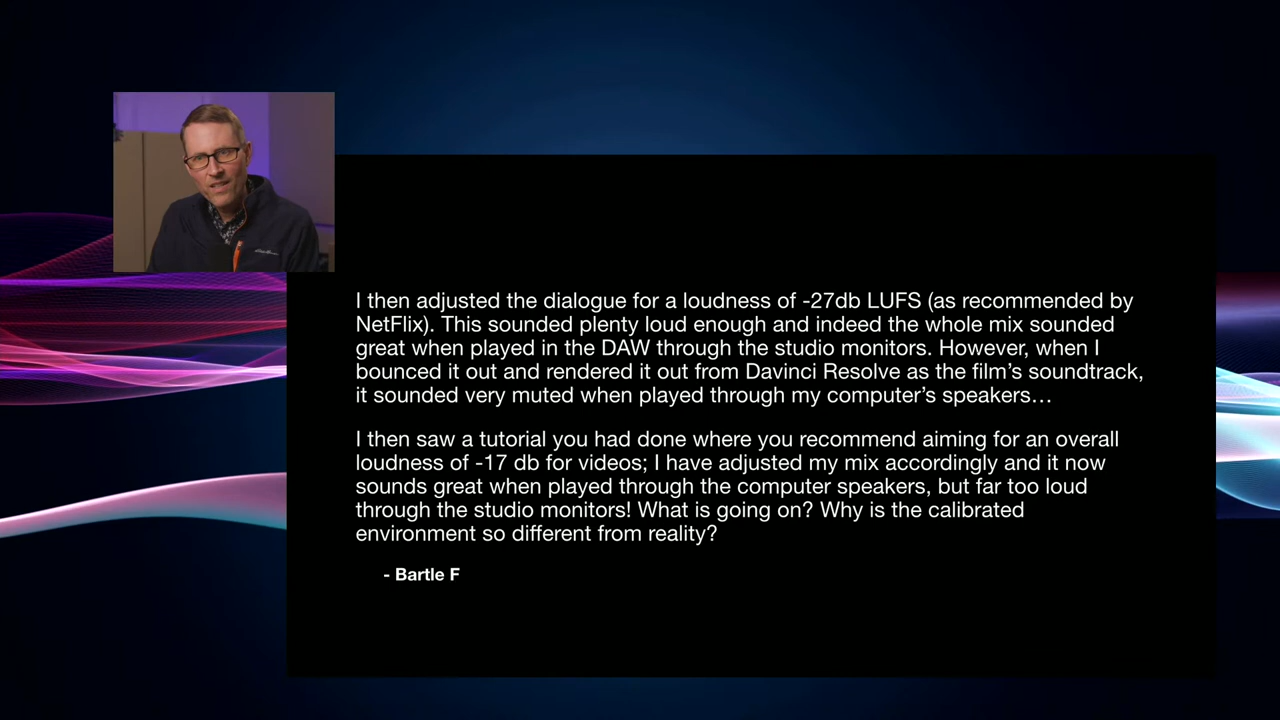 I then adjusted the dialogue for a loudness of -27db LUFS (as recommended by
NetFlix). This sounded plenty loud enough and indeed the whole mix sounded
great when played in the DAW through the studio monitors. However, when I
bounced it out and rendered it out from Davinci Resolve as the film’s soundtrack,
it sounded very muted when played through my computer’s speakers…
I then saw a tutorial you had done where you recommend aiming for an overall
loudness of -17 db for videos; I have adjusted my mix accordingly and it now
sounds great when played through the computer speakers, but far too loud
through the studio monitors! What is going on? Why is the calibrated
environment so different from reality?
- Bartle F